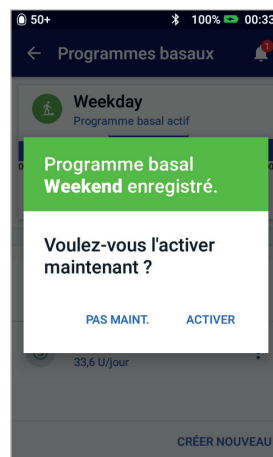 50+ 100% 00:33
Programmes basaux 1
Weekday
Programme basal actif
Programme basal
Weekend enregistré.
Voulez-vous l'activer
maintenant ?
PAS MAINT. ACTIVER
33,6 U/jour
CRÉER NOUVEAU